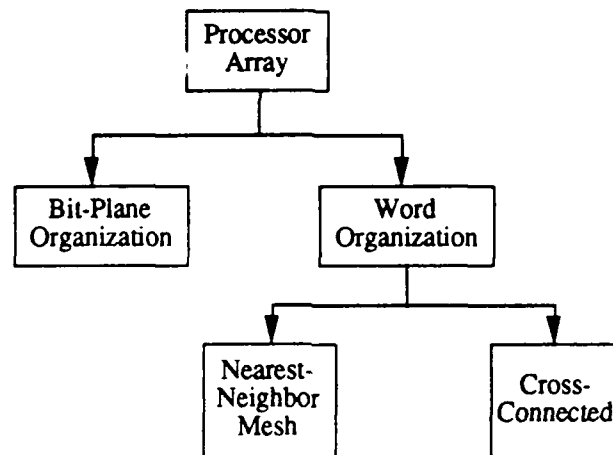 Processor
Array
Bit-Plane
Organization
Word
Organization
Nearest-
Neighbor
Mesh
Cross-
Connected